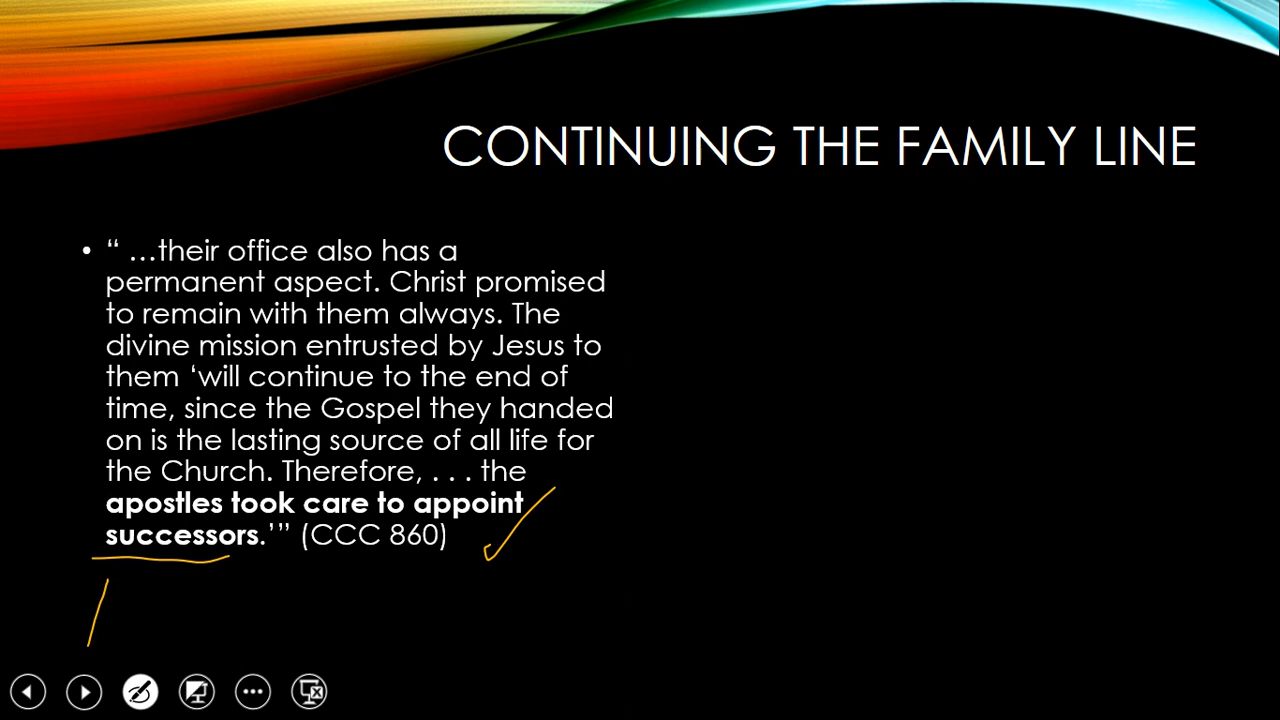 CONTINUING THE FAMILY LINE
• “ …their office also has a
permanent aspect. Christ promised
to remain with them always. The
divine mission entrusted by Jesus to
them ‘will continue to the end of
time, since the Gospel they handed
on is the lasting source of all life for
the Church. Therefore, . . . the
apostles took care to appoint
successors.’” (CCC 860)